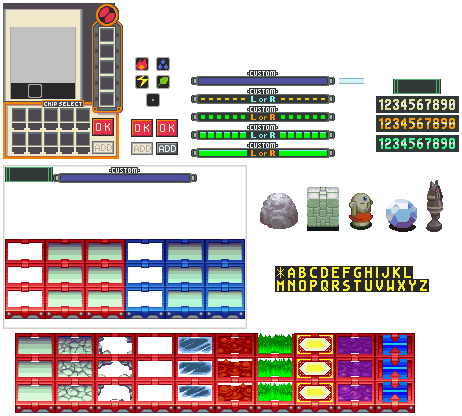 CUSTOM
CHIP SELECT
OK
ADD
OK
OK
ADD
ADD
CUSTOM
L or R
CUSTOM
L or R
CUSTOM
L or R
CUSTOM
L or R
1234567890
1234567890
1234567890
CUSTOM
*ABCDEFGHIJKL
MNOPQRSTUVWXYZ